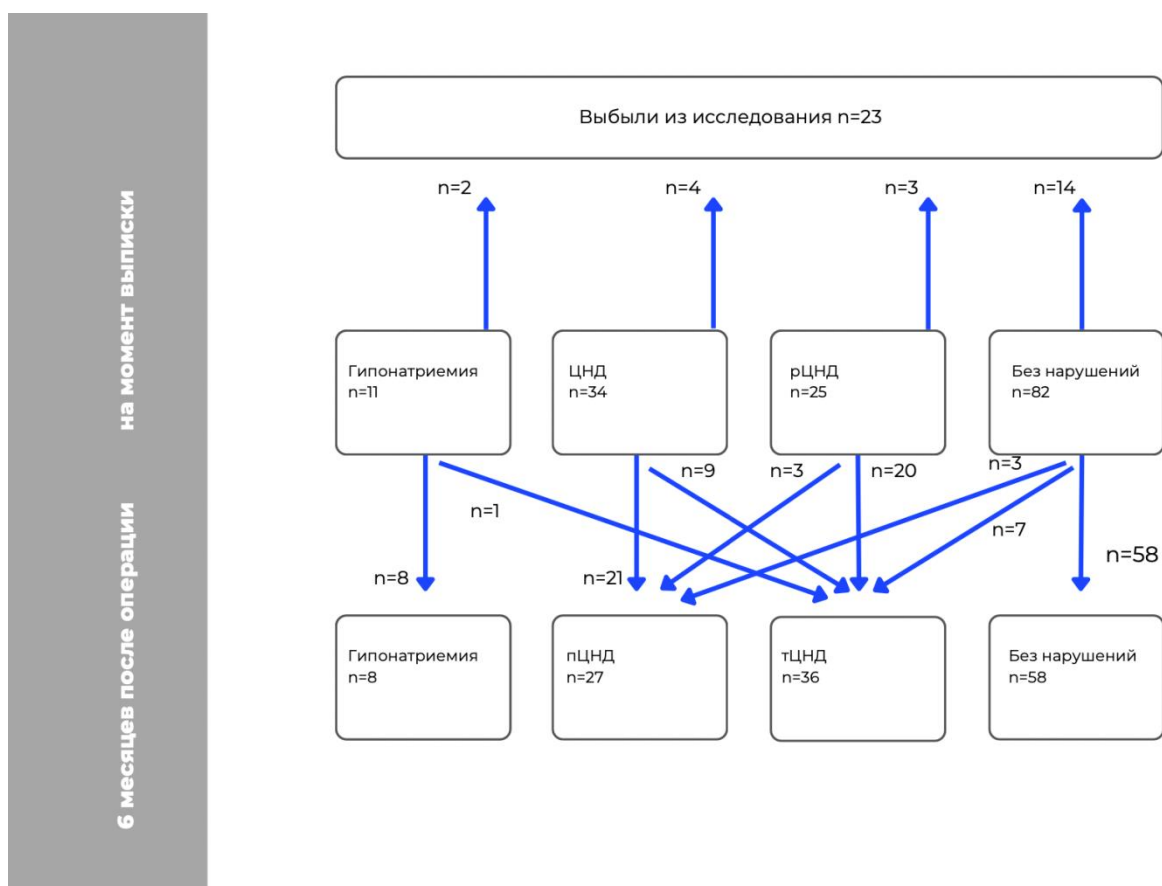 на момент выписки
6 месяцев после операции
Выбыли из исследования n=23
n=2
n=4
n=3
n=14
Гипонатриемия
n=11
ЦНД
n=34
рЦНД
n=25
Без нарушений
n=82
n=9
n=3
n=20
n=3
n=1
n=7
n=58
n=8
n=21
Гипонатриемия
n=8
пЦНД
n=27
тЦНД
n=36
Без нарушений
n=58